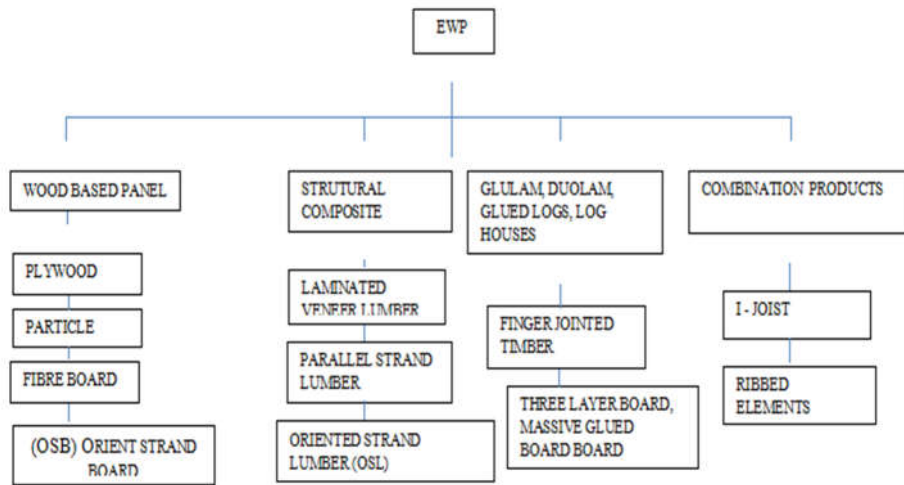 EWP
WOOD BASED PANEL
PLYWOOD
PARTICLE
FIBRE BOARD
(OSB) ORIENT STRAND
BOARD
STRUTURAL
COMPOSITE
LAMINATED
VENEER LUMBER
PARALLEL STRAND
LUMBER
ORIENTED STRAND
LUMBER (OSL)
GLULAM, DUOLAM,
GLUED LOGS, LOG
HOUSES
FINGER JOINTED
TIMBER
THREE LAYER BOARD,
MASSIVE GLUED
BOARD BOARD
COMBINATION PRODUCTS
I - JOIST
RIBBED
ELEMENTS